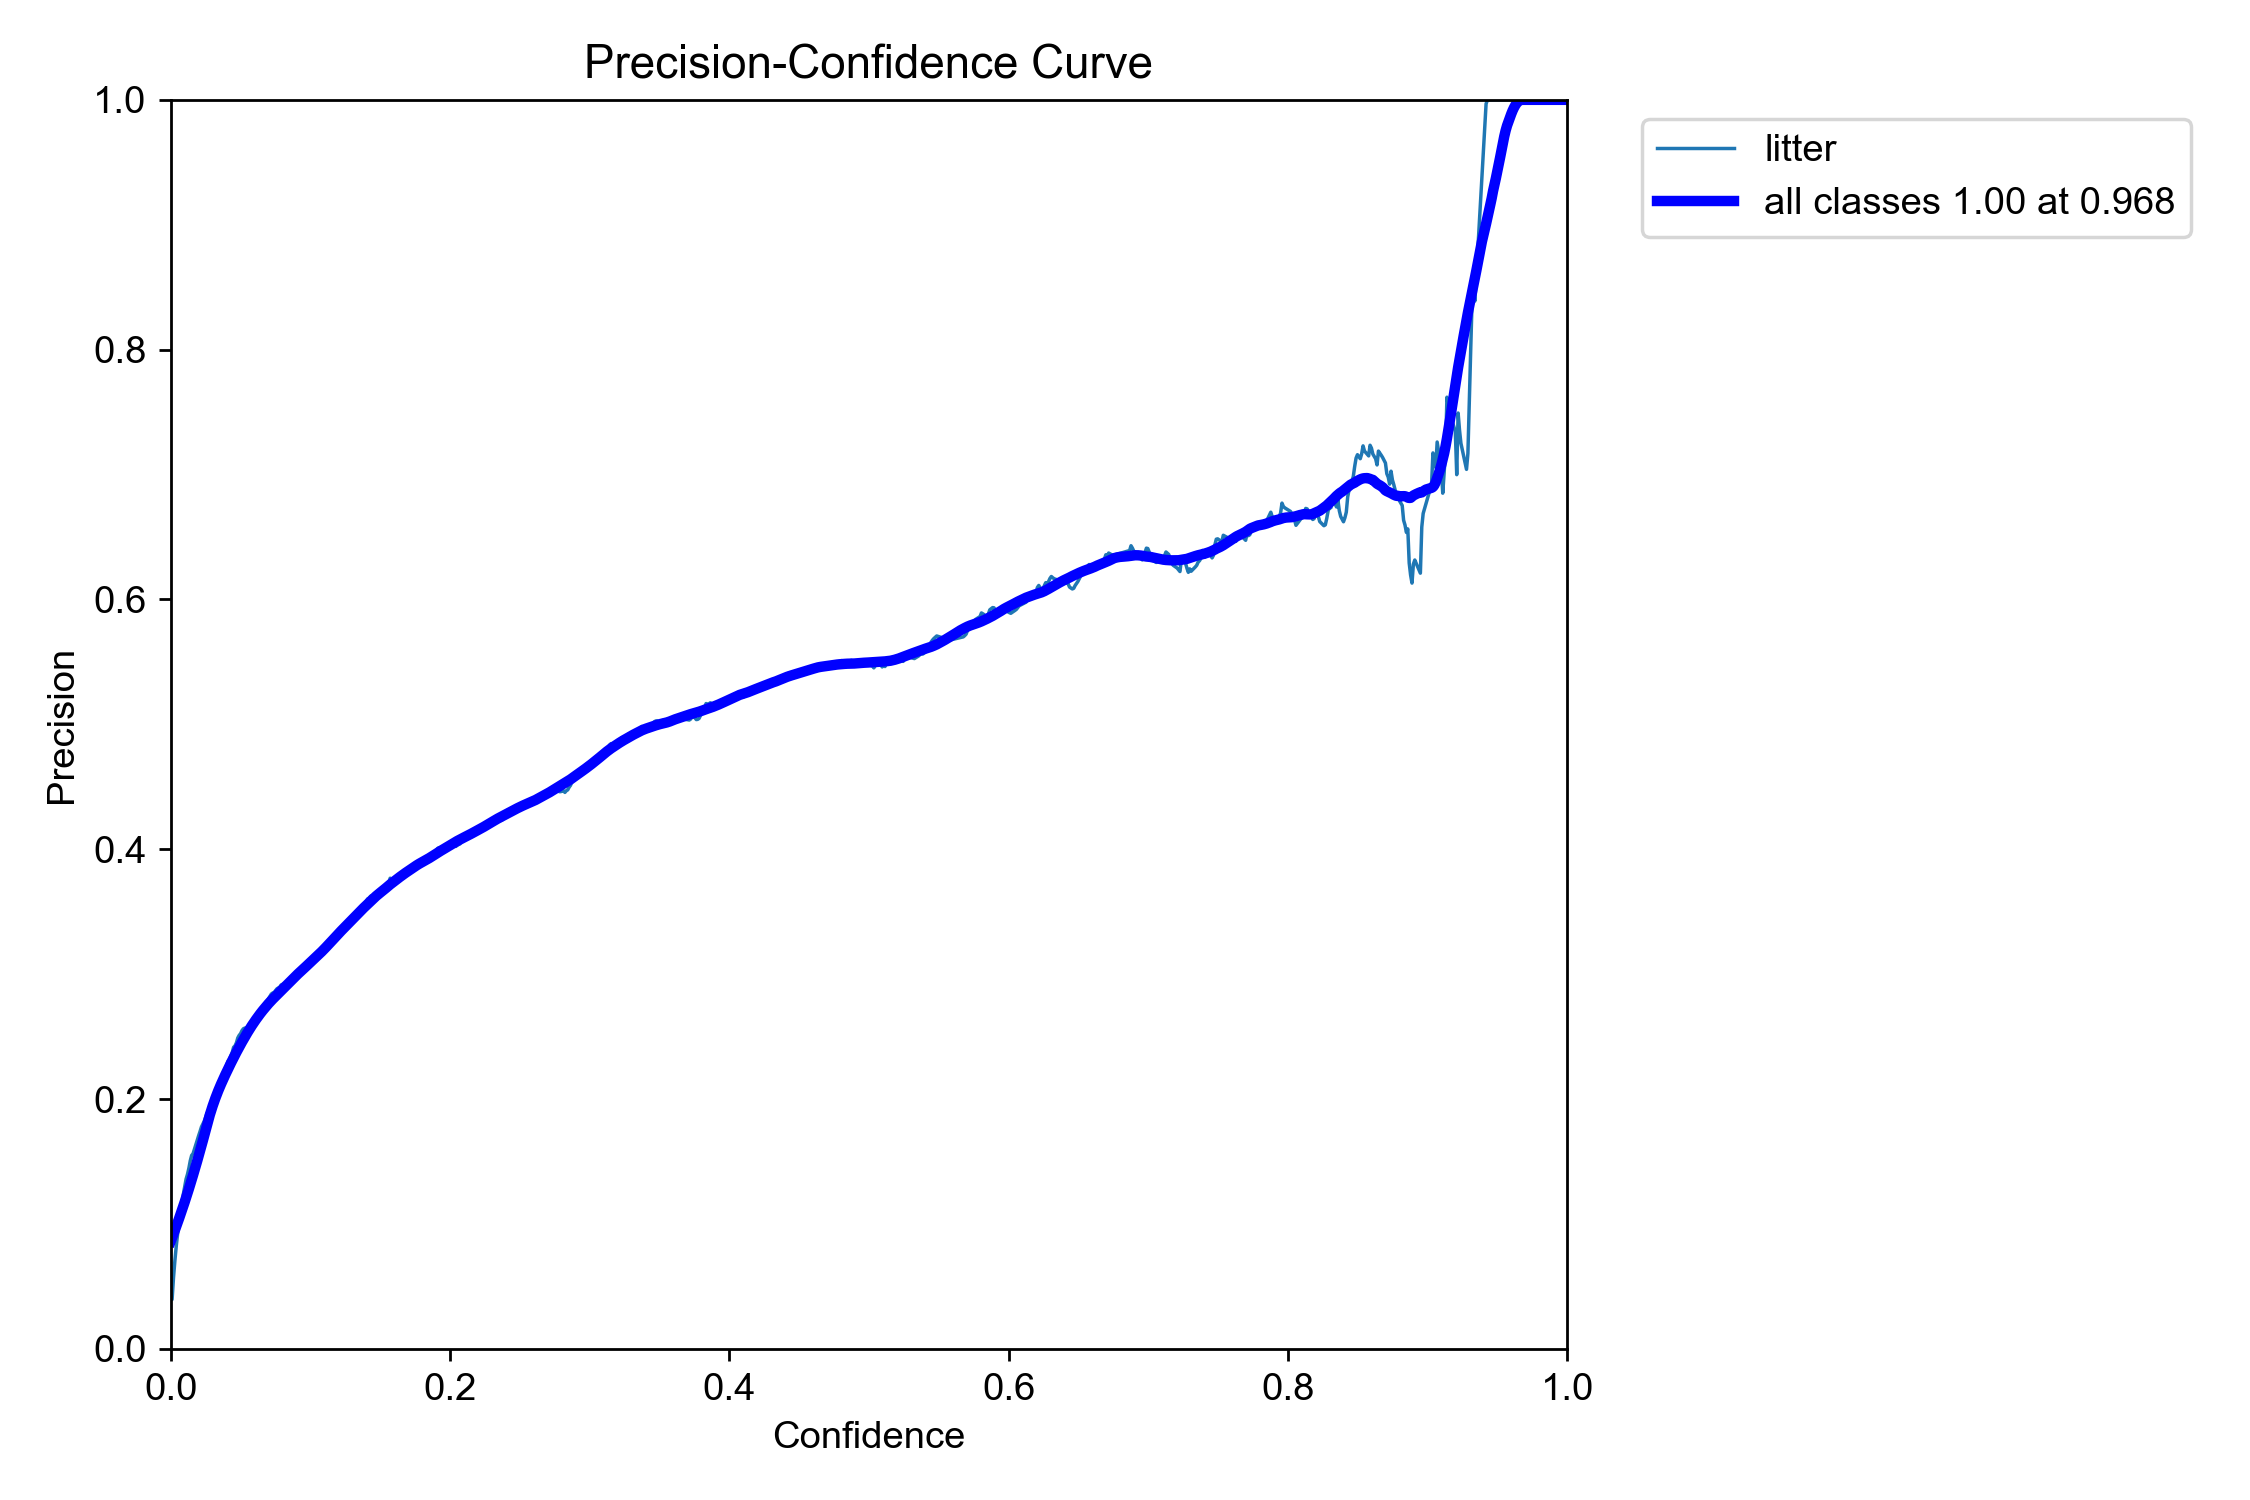 Precision-Confidence Curve
1.0
0.8
0.6
0.4
0.2
0.0
Precision
0.0 0.2 0.4 0.6 0.8 1.0
Confidence
litter
all classes 1.00 at 0.968